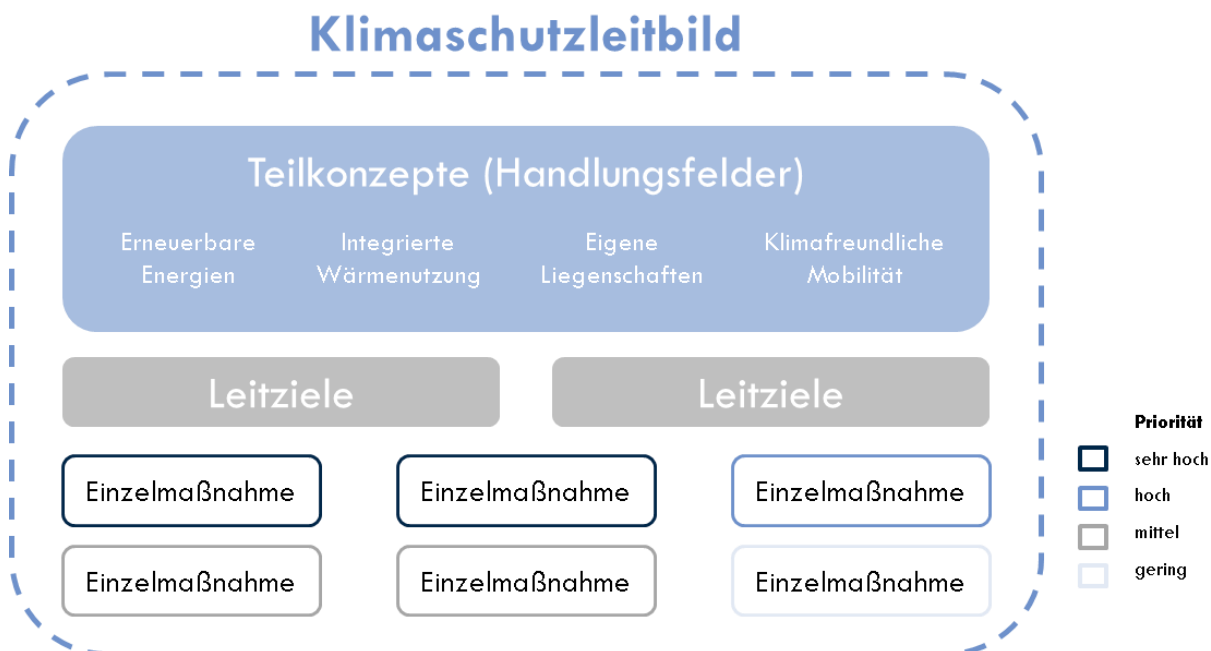 Klimaschutzleitbild
Teilkonzepte (Handlungsfelder)
Erneuerbare
Energien
Integrierte
Wärmenutzung
Eigene
Liegenschaften
Klimafreundliche
Mobilität
Leitziele
Leitziele
Einzelmaßnahme
Einzelmaßnahme
Einzelmaßnahme
Einzelmaßnahme
Einzelmaßnahme
Einzelmaßnahme
Priorität
sehr hoch
hoch
mittel
gering